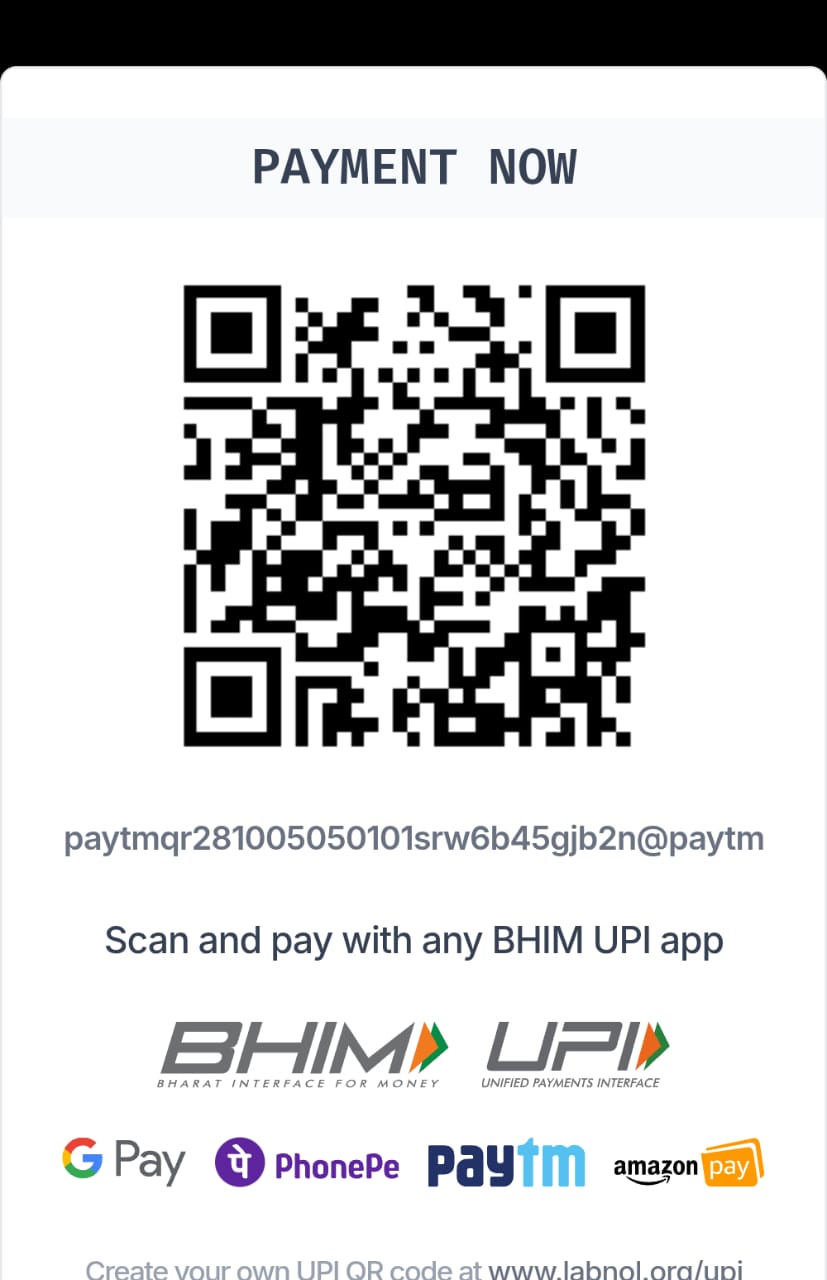 PAYMENT NOW
paytmqr281005050101srw6b45gjb2n@paytm
Scan and pay with any BHIM UPI app
BHIM UPI
BHARAT INTERFACE FOR MONEY UNIFIED PAYMENTS INTERFACE
G Pay पे PhonePe paytm amazon pay
Create your own UPI QR code at www.labnol.org/upi